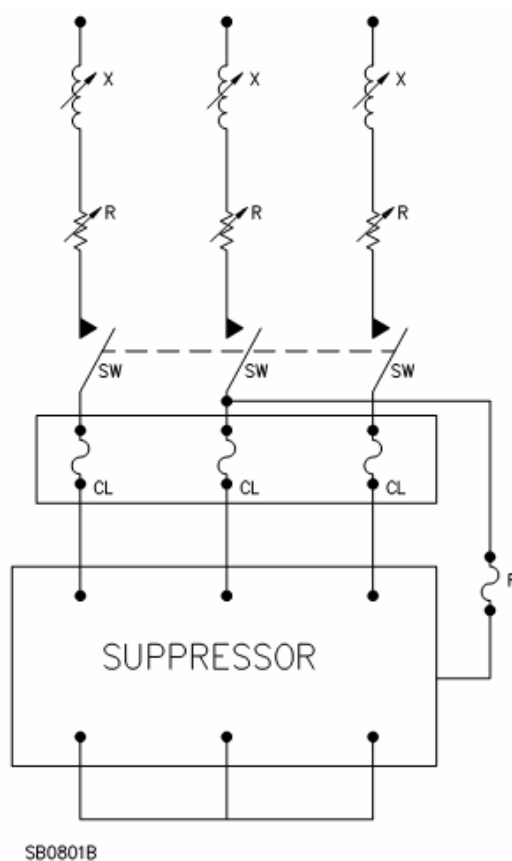 X X X
R R R
SW SW SW
CL CL CL
SUPPRESSOR
SB0801B